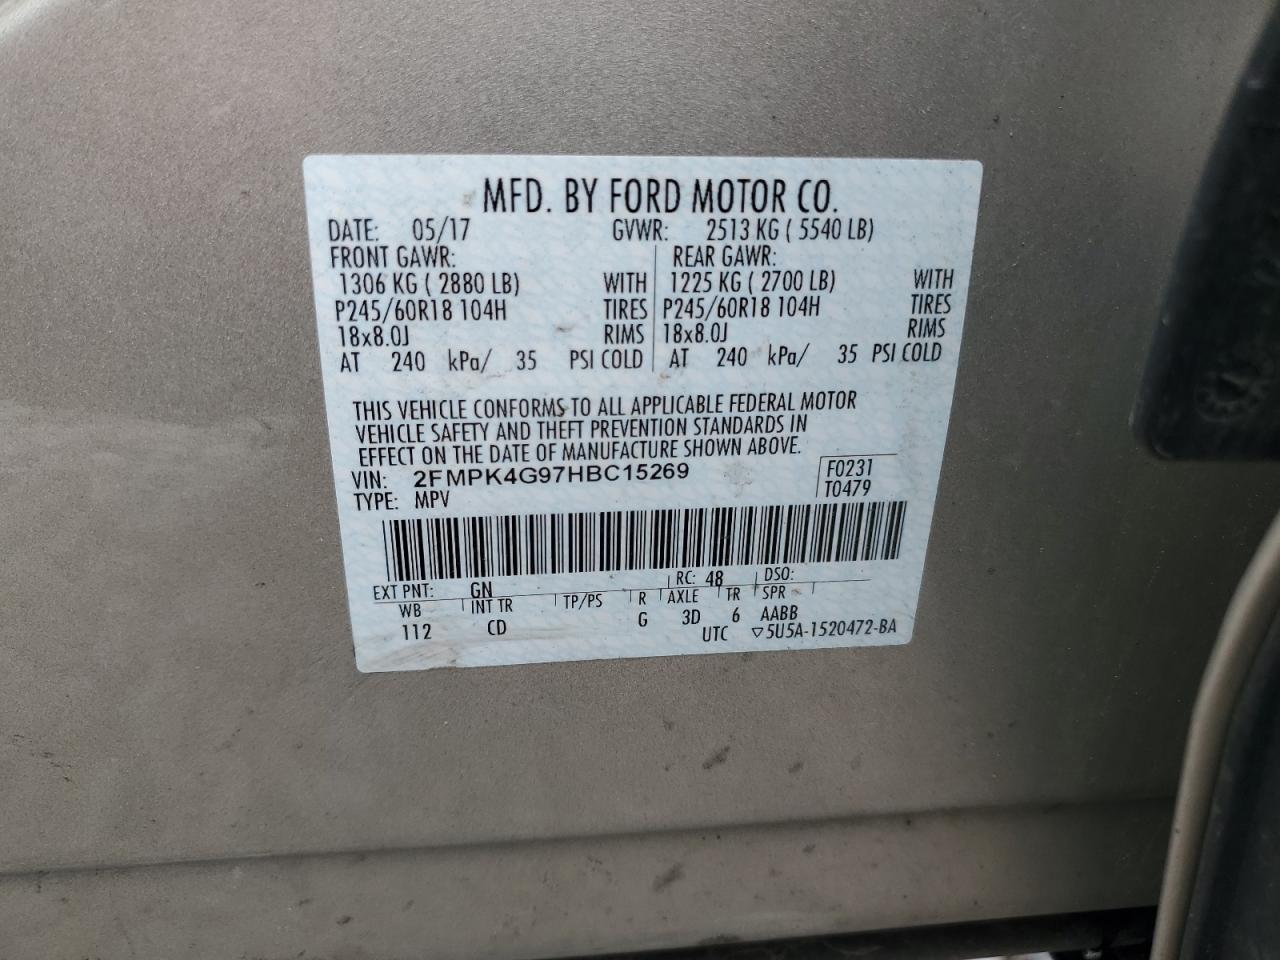 MFD. BY FORD MOTOR CO.
DATE: 05/17 GVWR: 2513 KG ( 5540 LB)
FRONT GAWR: REAR GAWR:
1306 KG ( 2880 LB) WITH 1225 KG ( 2700 LB) WITH
P245/60R18 104H TIRES P245/60R18 104H TIRES
18x8.0J RIMS 18x8.0J RIMS
AT 240 kPa/ 35 PSI COLD AT 240 kPa/ 35 PSI COLD
THIS VEHICLE CONFORMS TO ALL APPLICABLE FEDERAL MOTOR
VEHICLE SAFETY AND THEFT PREVENTION STANDARDS IN
EFFECT ON THE DATE OF MANUFACTURE SHOWN ABOVE.
VIN: 2FMPK4G97HBC15269 F0231
TYPE: MPV T0479
EXT PNT: GN RC: 48 DSO:
WB INT TR TP/PS R AXLE TR SPR
112 CD G 3D 6 AABB
UTC ▽5U5A-1520472-BA